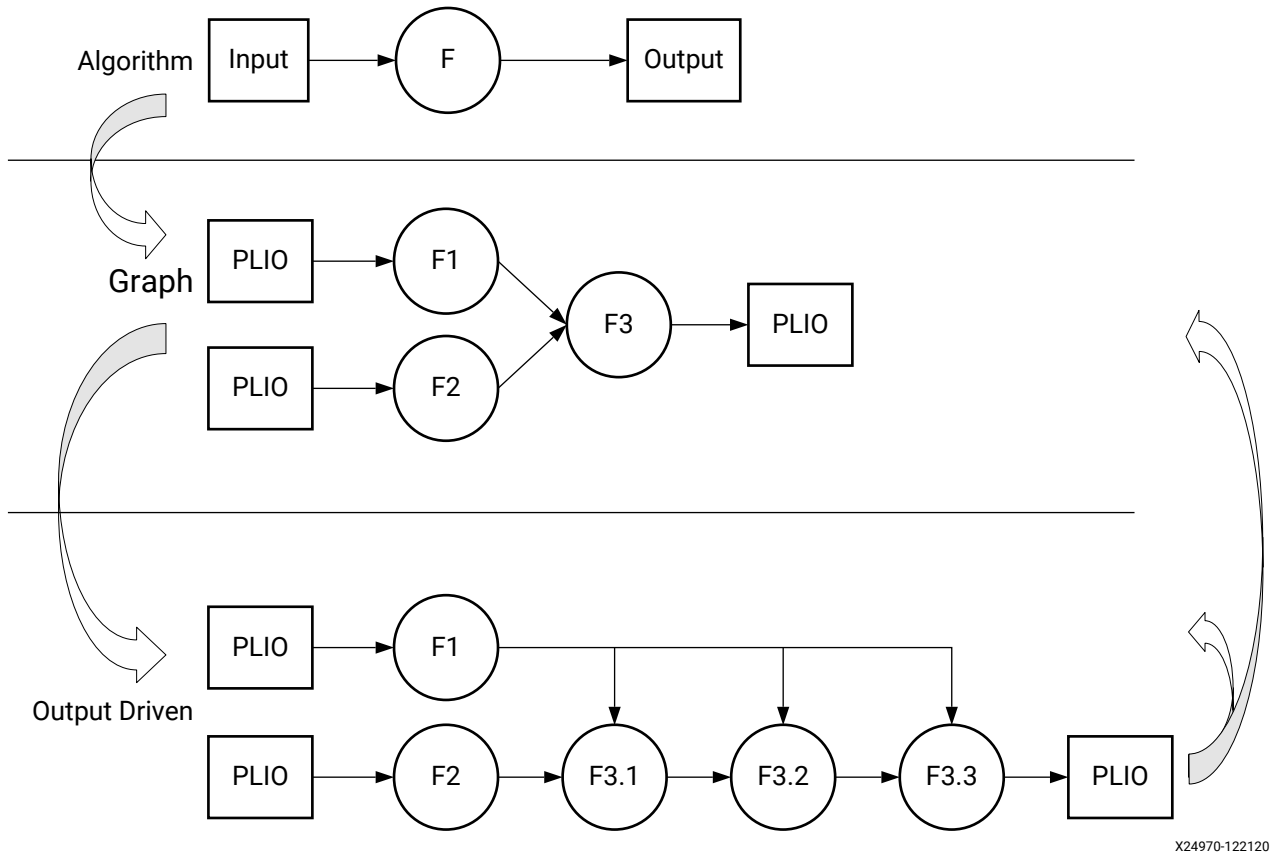 Algorithm
Input
F
Output
Graph
PLIO
F1
PLIO
F2
F3
PLIO
Output Driven
PLIO
F1
PLIO
F2
F3.1
F3.2
F3.3
PLIO
X24970-122120